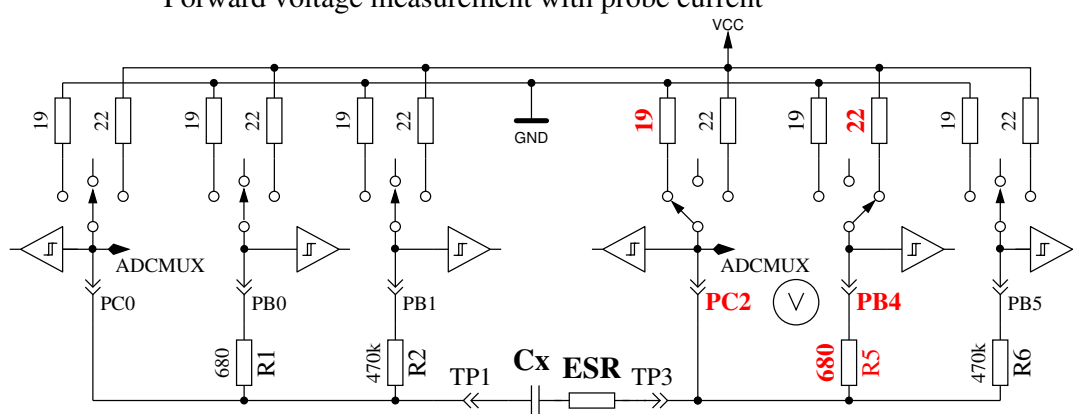 Forward voltage measurement with probe current
VCC
19 22 19 22 19 22 GND 19 22 19 22 19 22
ADCMUX ADCMUX
PC0 PB0 PB1 PC2 V PB4 PB5
680 R1 470k R2 680 R5 470k R6
TP1 Cx ESR TP3